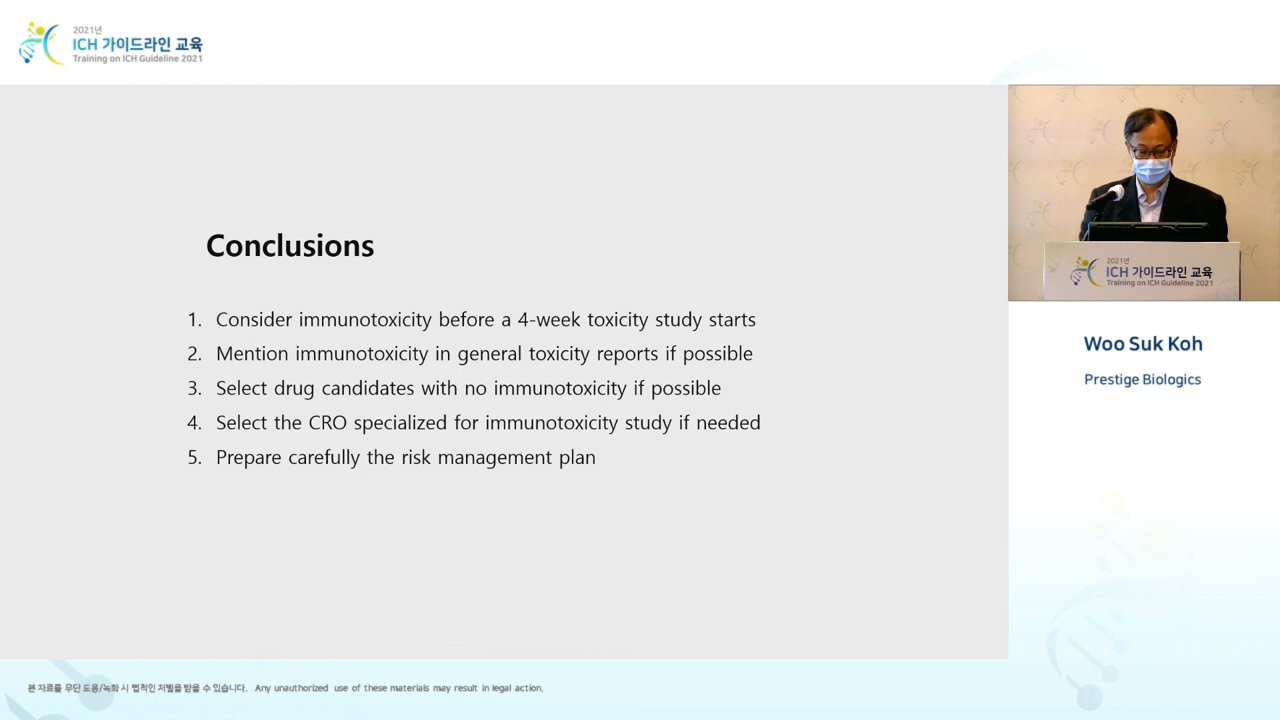 2021년
ICH 가이드라인 교육
Training on ICH Guideline 2021
Conclusions
1. Consider immunotoxicity before a 4-week toxicity study starts
2. Mention immunotoxicity in general toxicity reports if possible
3. Select drug candidates with no immunotoxicity if possible
4. Select the CRO specialized for immunotoxicity study if needed
5. Prepare carefully the risk management plan
2021년
ICH 가이드라인 교육
Training on ICH Guideline 2021
Woo Suk Koh
Prestige Biologics
본 자료를 무단 도용/녹화 시 법적인 처벌을 받을 수 있습니다. Any unauthorized use of these materials may result in legal action.